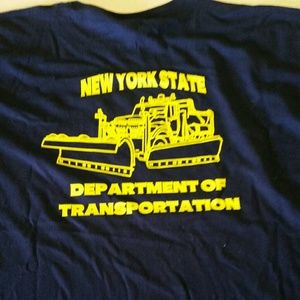 NEW YORK STATE
DEPARTMENT OF
TRANSPORTATION